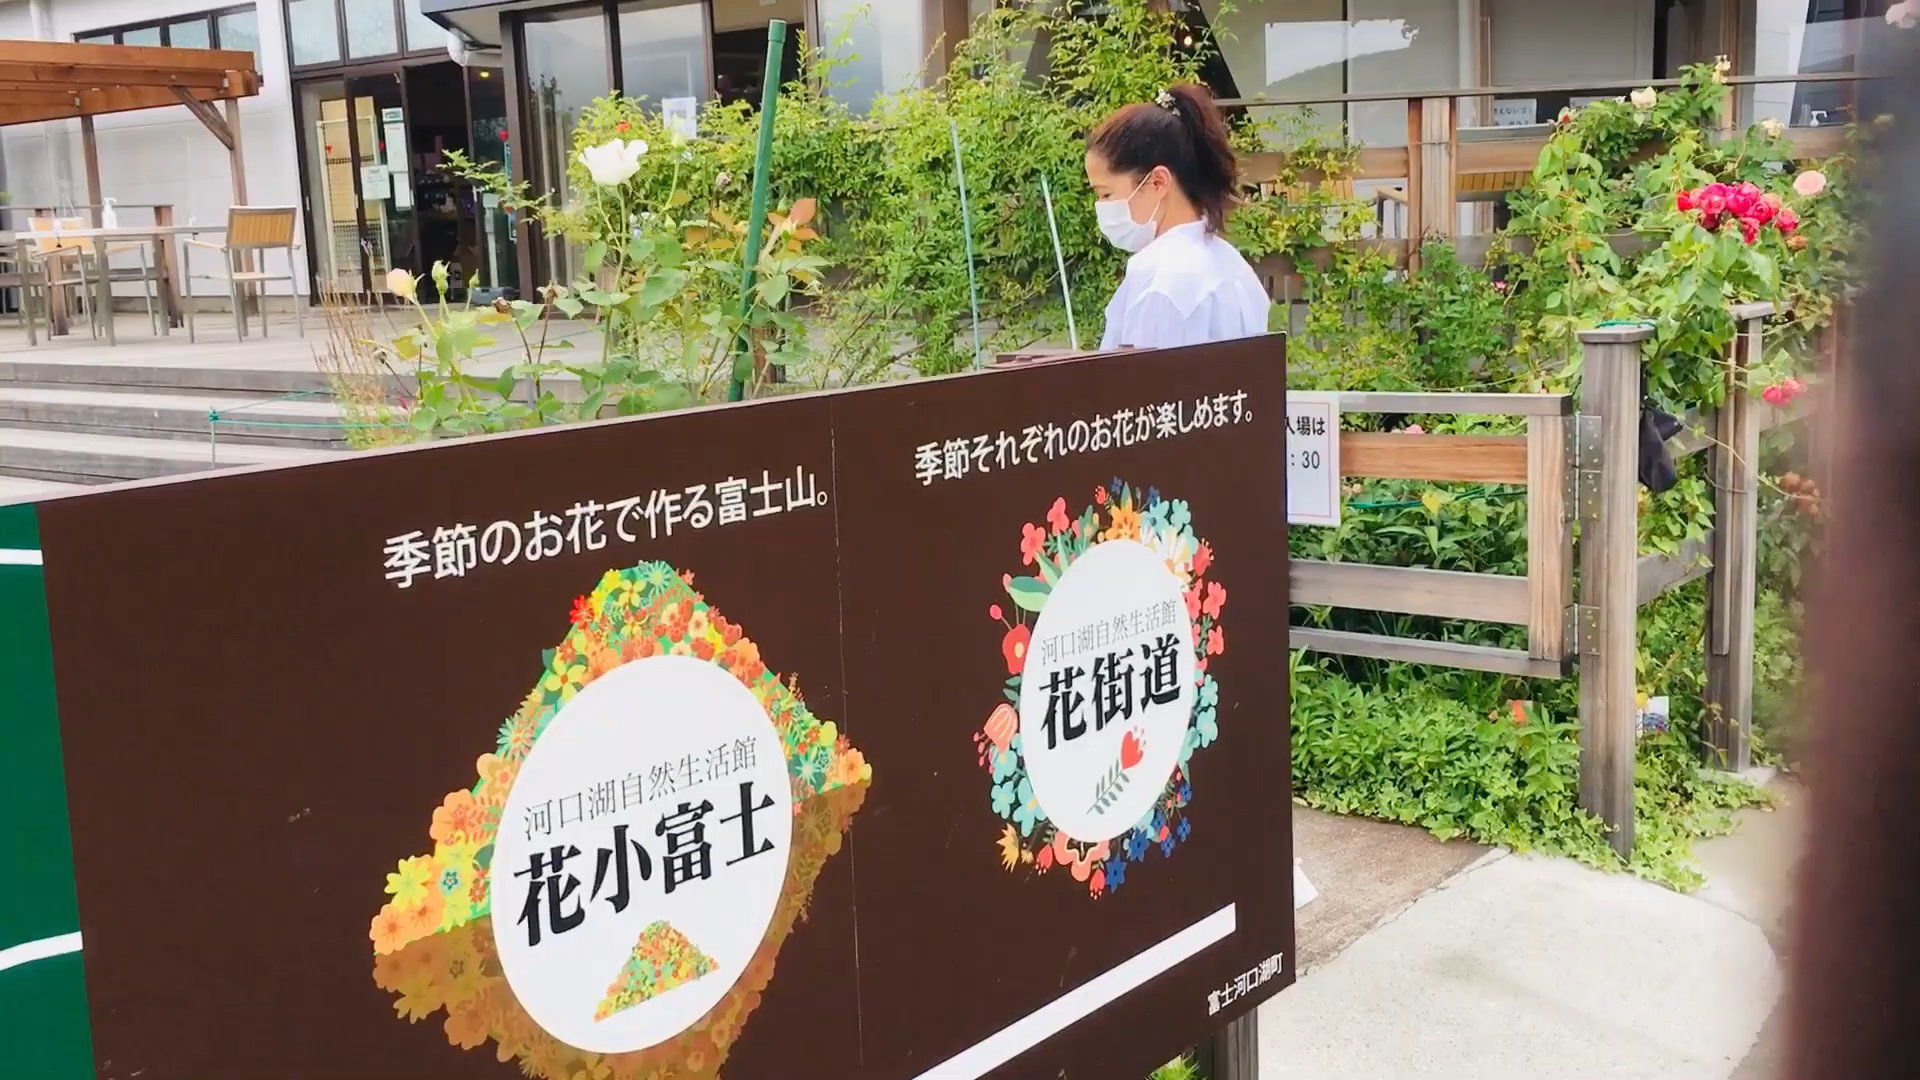 季節のお花で作る富士山。
河口湖自然生活館
花小富士
季節それぞれのお花が楽しめます。
河口湖自然生活館
花街道
富士河口湖町
入場は
: 30